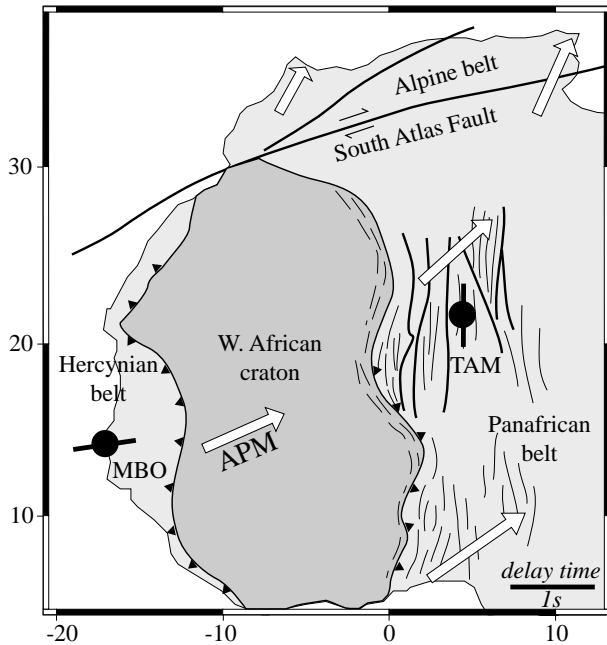 Alpine belt
South Atlas Fault
30
20
10
W. African
craton
Hercynian
belt
TAM
MBO
APM
Panafrican
belt
delay time
1s
-20
-10
0
10